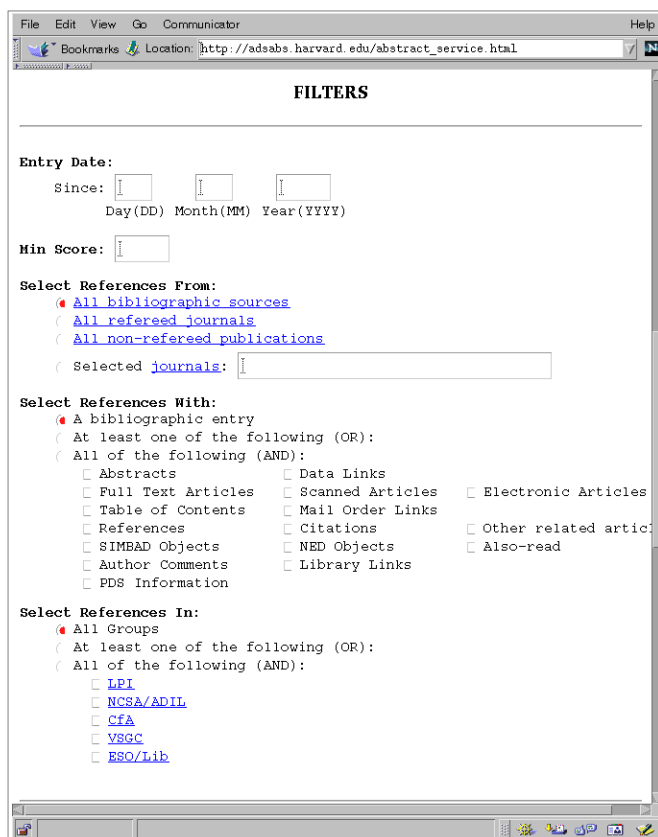 File Edit View Go Communicator Help
Bookmarks Location: http://adsabs.harvard.edu/abstract_service.html
FILTERS
Entry Date:
Since:
Day(DD) Month(MM) Year(YYYY)
Min Score:
Select References From:
All bibliographic sources
All refereed journals
All non-refereed publications
Selected journals:
Select References With:
A bibliographic entry
At least one of the following (OR):
All of the following (AND):
Abstracts Data Links
Full Text Articles Scanned Articles Electronic Articles
Table of Contents Mail Order Links
References Citations Other related artic
SIMBAD Objects NED Objects Also-read
Author Comments Library Links
PDS Information
Select References In:
All Groups
At least one of the following (OR):
All of the following (AND):
LPI
NCSA/ADIL
CfA
VSGC
ESO/Lib